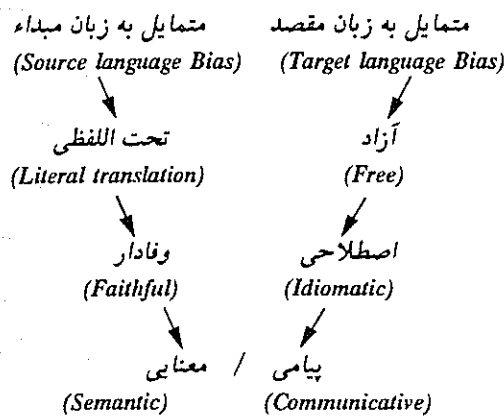 متمایل به زبان مقصد متمایل به زبان مبداء
(Source language Bias) (Target language Bias)
آزاد تحت اللفظی
(Literal translation) (Free)
اصطلاحی وفادار
(Faithful) (Idiomatic)
پیامی / معنایی
(Semantic) (Communicative)